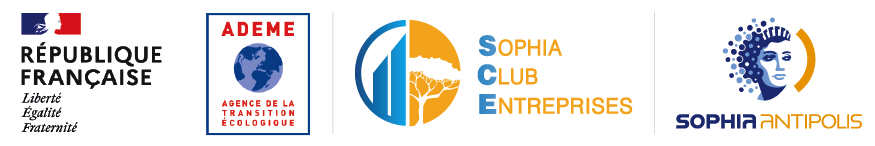 RÉPUBLIQUE
FRANÇAISE
Liberté
Égalité
Fraternité
ADEME
AGENCE DE LA
TRANSITION
ÉCOLOGIQUE
SOPHIA
CLUB
ENTREPRISES
SOPHIA ANTIPOLIS